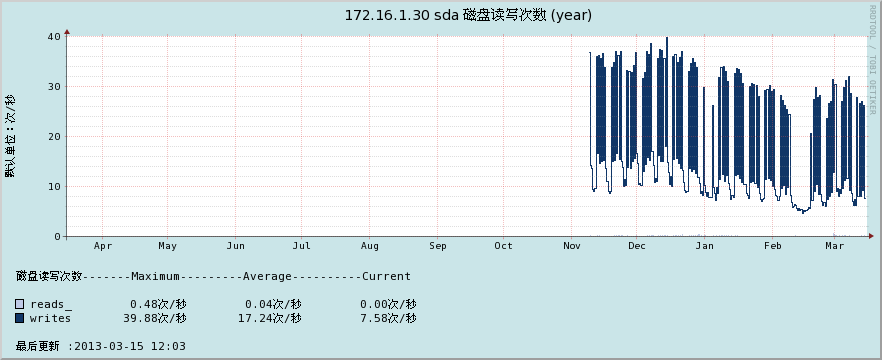 172.16.1.30 sda 磁盘读写次数 (year)
RRDTOOL / TOBI OETIKER
默认单位：次/秒
40
30
20
10
0
Apr May Jun Jul Aug Sep Oct Nov Dec Jan Feb Mar
磁盘读写次数-------Maximum---------Average----------Current
reads_ 0.48次/秒 0.04次/秒 0.00次/秒
writes 39.88次/秒 17.24次/秒 7.58次/秒
最后更新 :2013-03-15 12:03